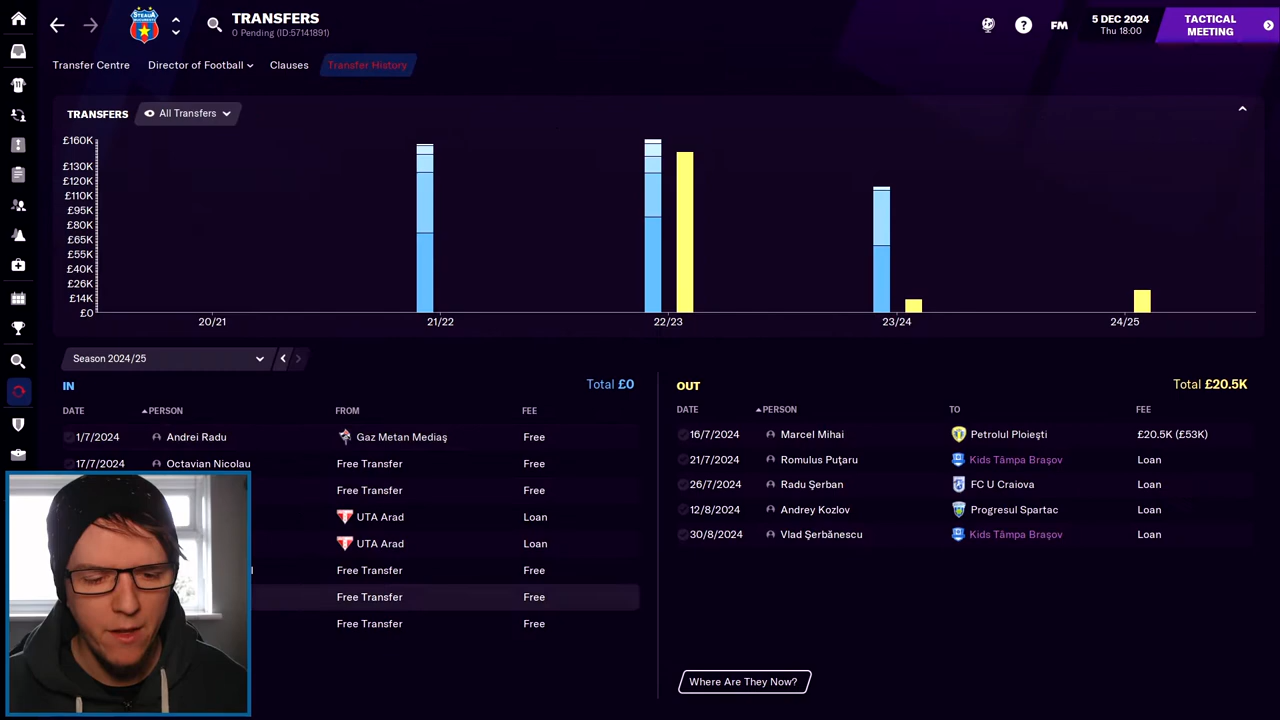 STEAUA
TRANSFERS
0 Pending (ID:57141891)
FM
5 DEC 2024
Thu 18:00
TACTICAL
MEETING
Transfer Centre
Director of Football
Clauses
Transfer History
TRANSFERS
All Transfers
£160K
£130K
£120K
£110K
£95K
£80K
£65K
£55K
£40K
£26K
£14K
£0
20/21
21/22
22/23
23/24
24/25
Season 2024/25
IN
Total £0
DATE PERSON FROM FEE
1/7/2024 Andrei Radu Gaz Metan Mediaş Free
17/7/2024 Octavian Nicolau Free Transfer Free
Free Transfer Free
UTA Arad Loan
UTA Arad Loan
Free Transfer Free
Free Transfer Free
Free Transfer Free
OUT
Total £20.5K
DATE PERSON TO FEE
16/7/2024 Marcel Mihai Petrolul Ploieşti £20.5K (£53K)
21/7/2024 Romulus Puţaru Kids Tâmpa Braşov Loan
26/7/2024 Radu Şerban FC U Craiova Loan
12/8/2024 Andrey Kozlov Progresul Spartac Loan
30/8/2024 Vlad Şerbănescu Kids Tâmpa Braşov Loan
Where Are They Now?